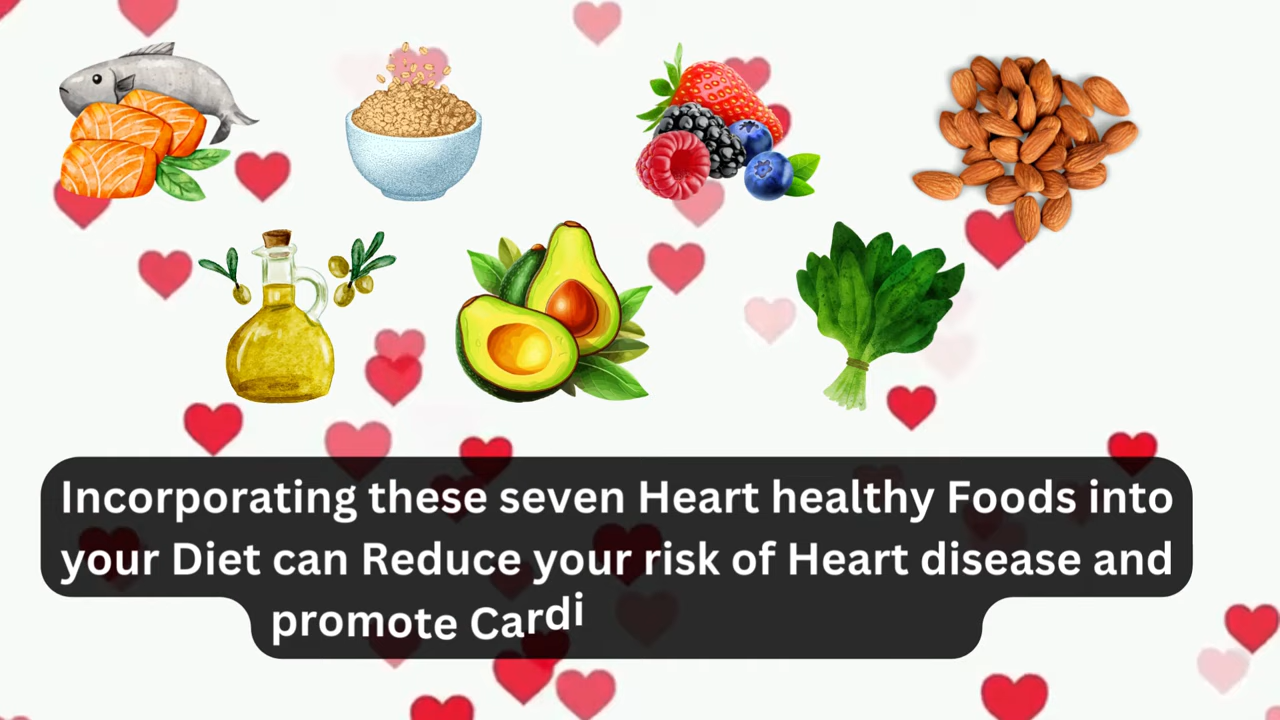 Incorporating these seven Heart healthy Foods into
your Diet can Reduce your risk of Heart disease and
promote Cardi